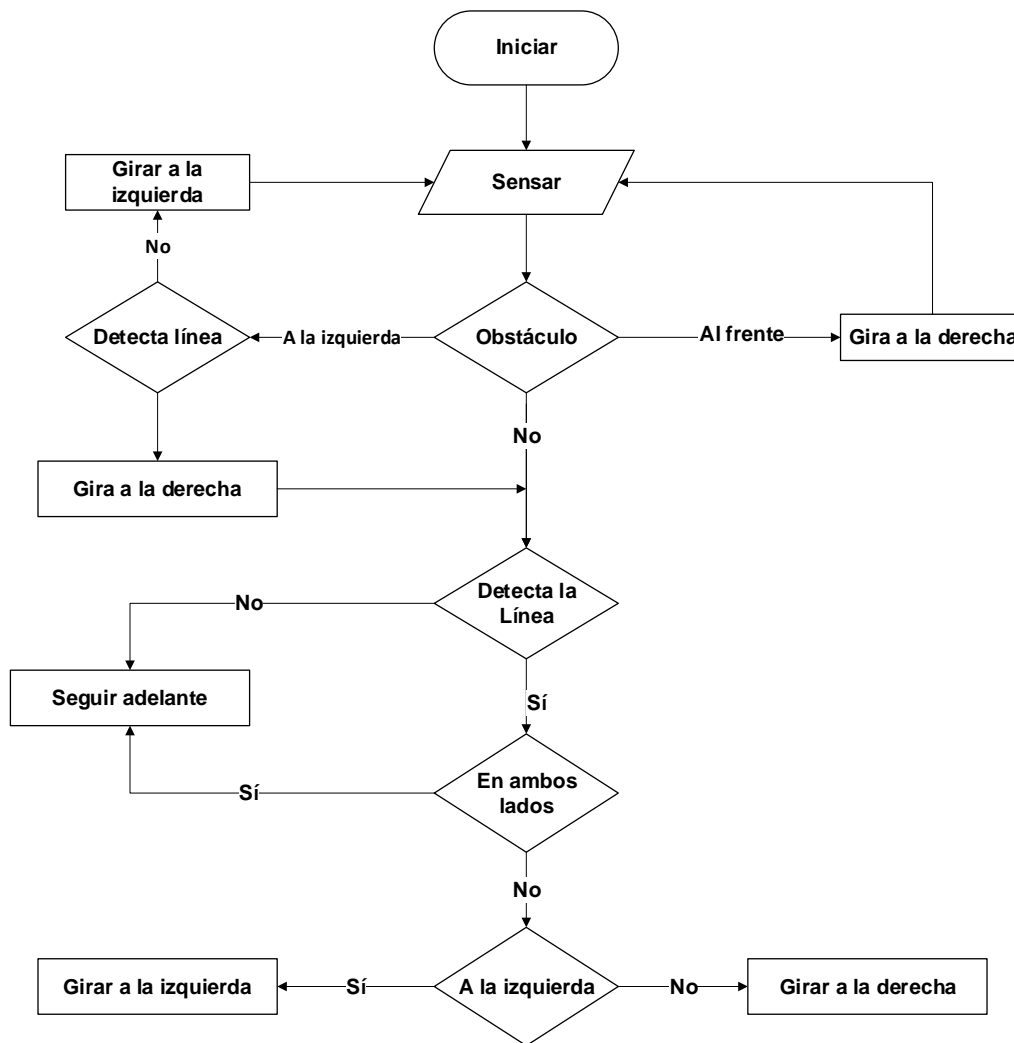 Iniciar
Girar a la
izquierda
Sensar
No
Detecta línea
A la izquierda
Obstáculo
Al frente
Gira a la derecha
No
Gira a la derecha
Detecta la
Línea
No
Seguir adelante
Sí
En ambos
lados
Sí
No
Girar a la izquierda
Sí
A la izquierda
No
Girar a la derecha